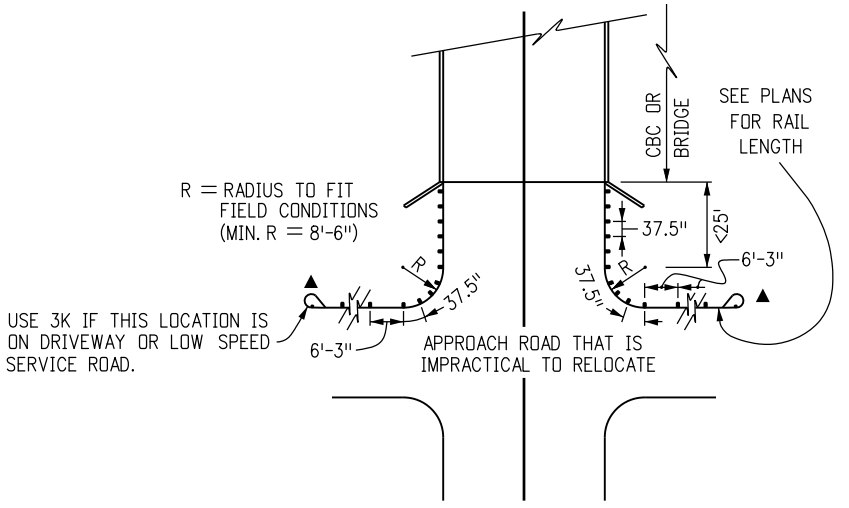 CBC OR
BRIDGE
SEE PLANS
FOR RAIL
LENGTH
R = RADIUS TO FIT
FIELD CONDITIONS
(MIN. R = 8'-6")
37.5"
<25'
6'-3"
R
37.5"
R
37.5"
USE 3K IF THIS LOCATION IS
ON DRIVEWAY OR LOW SPEED
SERVICE ROAD.
6'-3"
APPROACH ROAD THAT IS
IMPRACTICAL TO RELOCATE